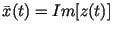 x̄(t) = Im[z(t)]